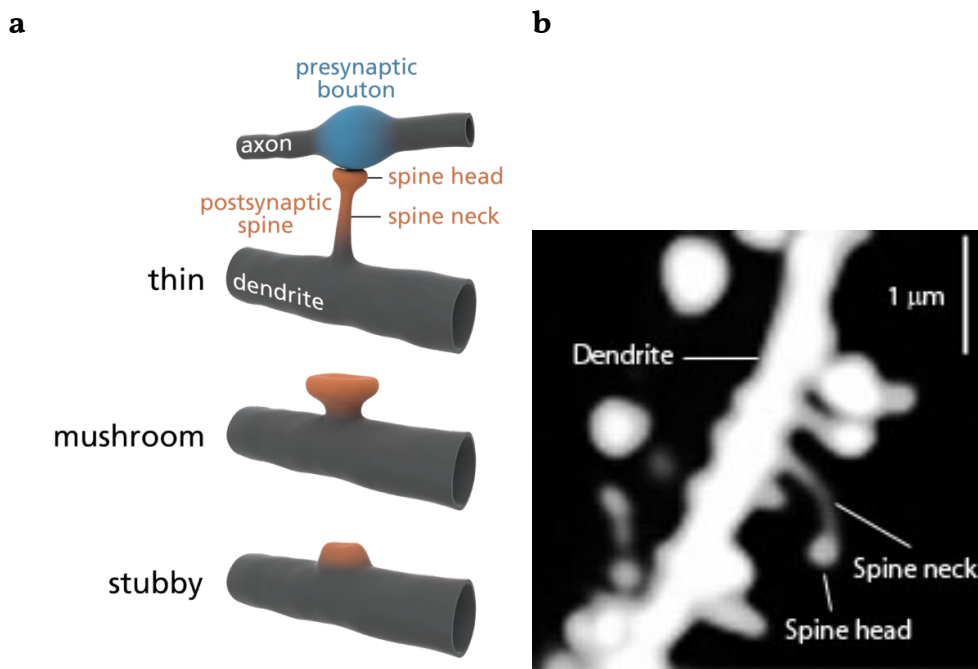 a
presynaptic
bouton
axon
spine head
postsynaptic
spine
spine neck
thin
dendrite
mushroom
stubby
b
1 μm
Dendrite
Spine neck
Spine head